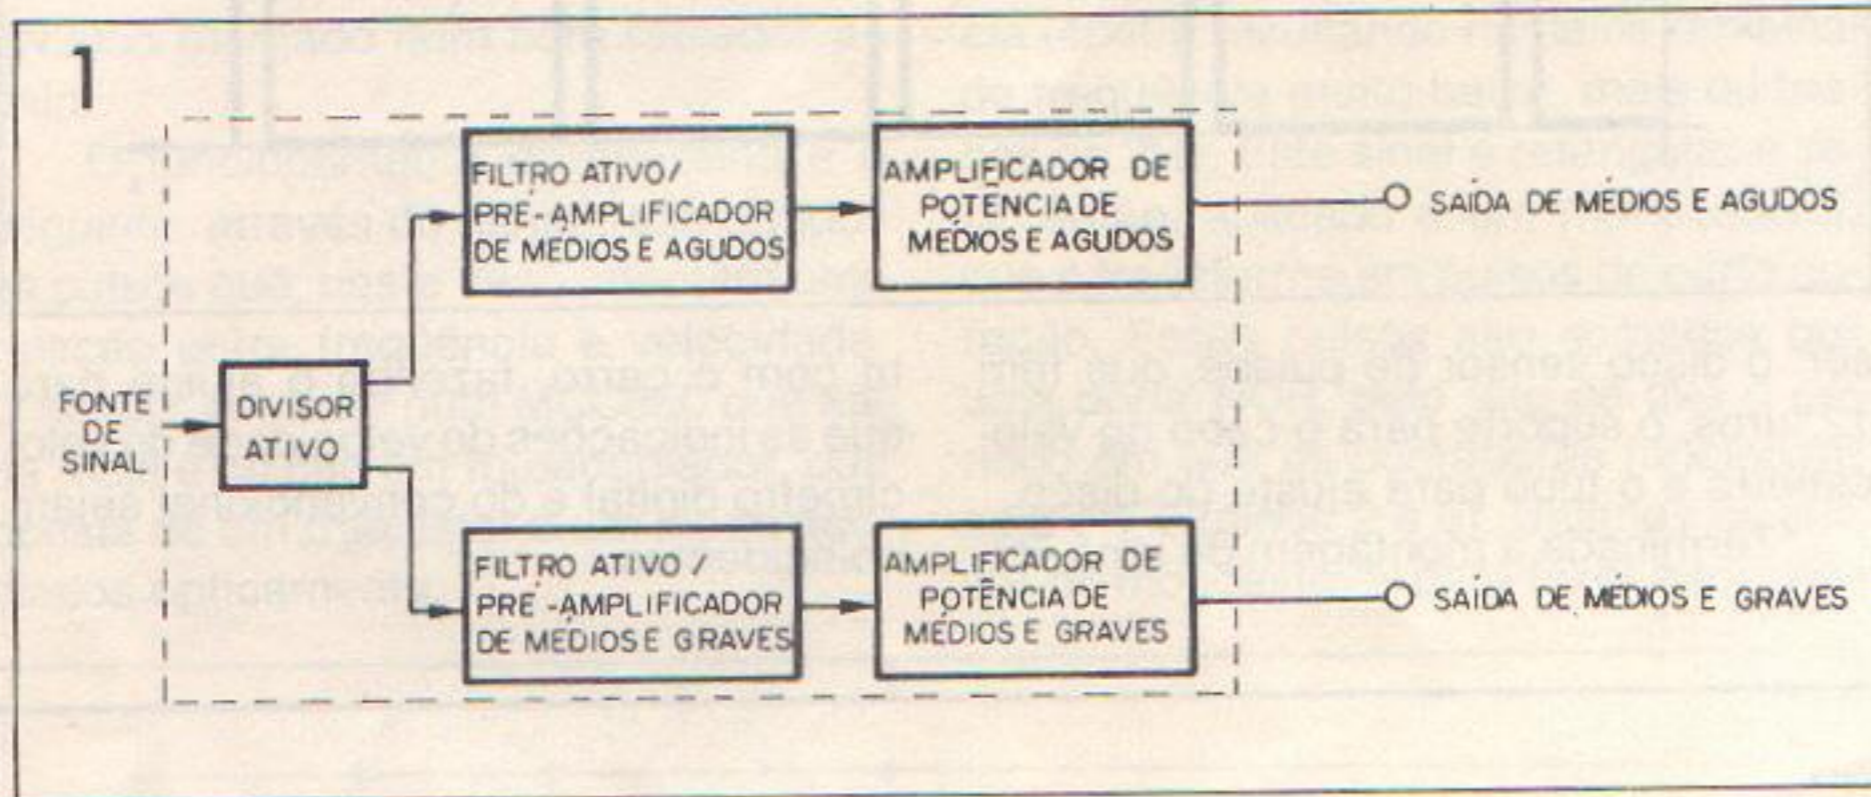 1
FILTRO ATIVO/
PRÉ-AMPLIFICADOR
DE MÉDIOS E AGUDOS
AMPLIFICADOR DE
POTÊNCIA DE
MÉDIOS E AGUDOS
SAÍDA DE MÉDIOS E AGUDOS
FONTE
DE
SINAL
DIVISOR
ATIVO
FILTRO ATIVO /
PRÉ-AMPLIFICADOR
DE MÉDIOS E GRAVES
AMPLIFICADOR DE
POTÊNCIA DE
MÉDIOS E GRAVES
SAÍDA DE MÉDIOS E GRAVES